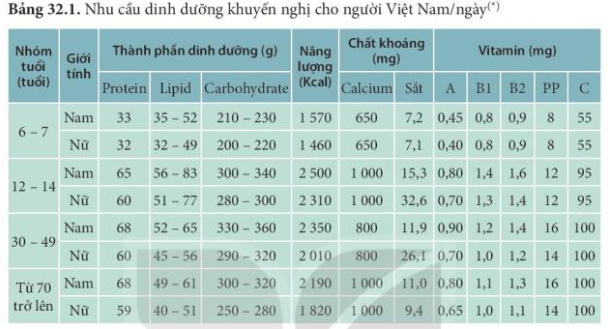 Bảng 32.1. Nhu cầu dinh dưỡng khuyến nghị cho người Việt Nam/ngày(*)
Nhóm tuổi (tuổi) Giới tính Thành phần dinh dưỡng (g) Năng lượng (Kcal) Chất khoáng (mg) Vitamin (mg)
Protein Lipid Carbohydrate Calcium Sắt A B1 B2 PP C
6 – 7 Nam 33 35 – 52 210 – 230 1 570 650 7,2 0,45 0,8 0,9 8 55
Nữ 32 32 – 49 200 – 220 1 460 650 7,1 0,40 0,8 0,9 8 55
12 – 14 Nam 65 56 – 83 300 – 340 2 500 1 000 15,3 0,80 1,4 1,6 12 95
Nữ 60 51 – 77 280 – 300 2 310 1 000 32,6 0,70 1,3 1,4 12 95
30 – 49 Nam 68 52 – 65 330 – 360 2 350 800 11,9 0,90 1,2 1,4 16 100
Nữ 60 45 – 56 290 – 320 2 010 800 26,1 0,70 1,0 1,2 14 100
Từ 70 trở lên Nam 68 49 – 61 300 – 320 2 190 1 000 11,0 0,80 1,1 1,3 16 100
Nữ 59 40 – 51 250 – 280 1 820 1 000 9,4 0,65 1,0 1,1 14 100